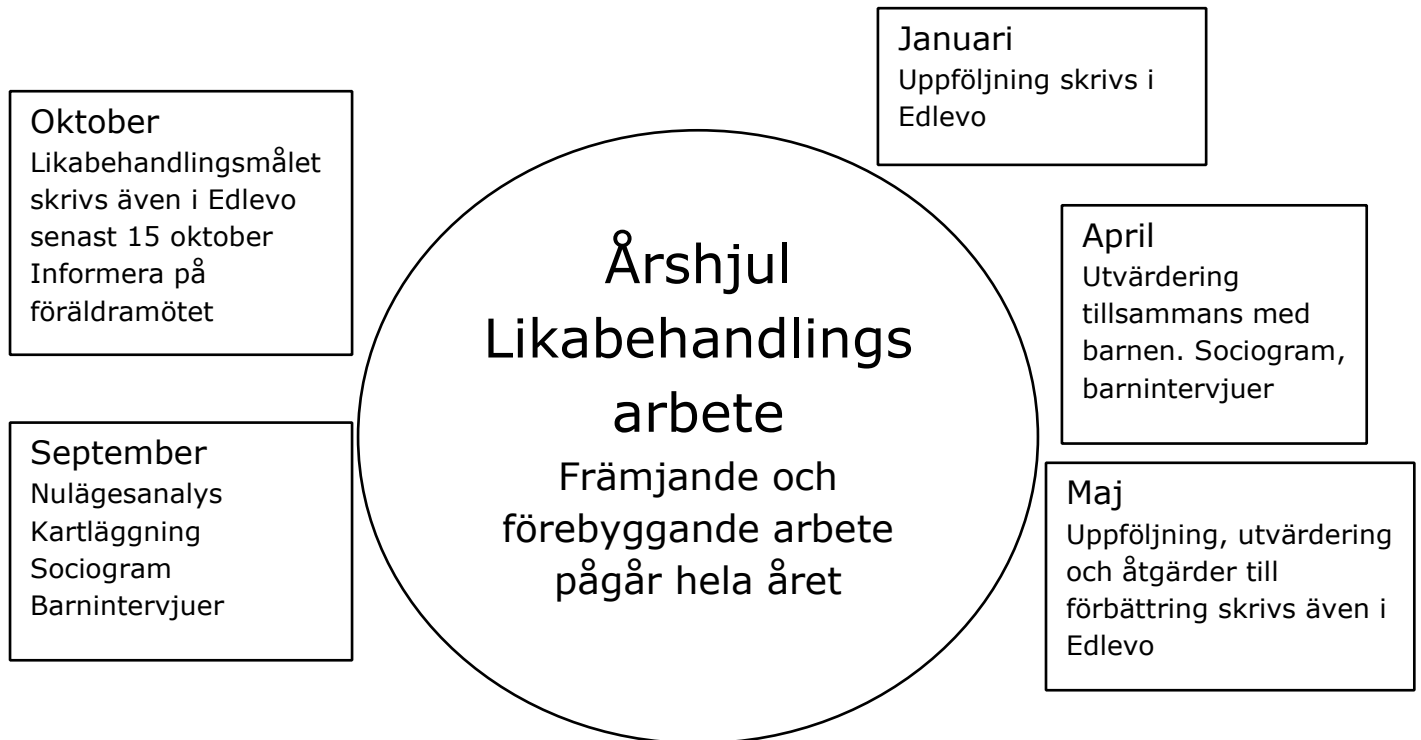 Januari
Uppföljning skrivs i
Edlevo
Oktober
Likabehandlingsmålet
skrivs även i Edlevo
senast 15 oktober
Informera på
föräldramötet
Årshjul
Likabehandlings
arbete
Främjande och
förebyggande arbete
pågår hela året
April
Utvärdering
tillsammans med
barnen. Sociogram,
barnintervjuer
September
Nulägesanalys
Kartläggning
Sociogram
Barnintervjuer
Maj
Uppföljning, utvärdering
och åtgärder till
förbättring skrivs även i
Edlevo